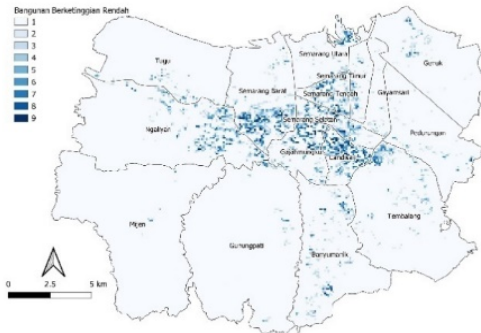 Bangunan Berketinggian Rendah
1
2
3
4
5
6
7
8
9
Semarang Utara
Tugu
Genuk
Semarang Timur
Semarang Barat
Semarang Tengah
Gayamsari
Ngaliyan
Semarang Selatan
Pedurungan
Gajahmungkur
Candisari
Tembalang
Mijen
Gunungpati
Banyumanik
0 2.5 5 km